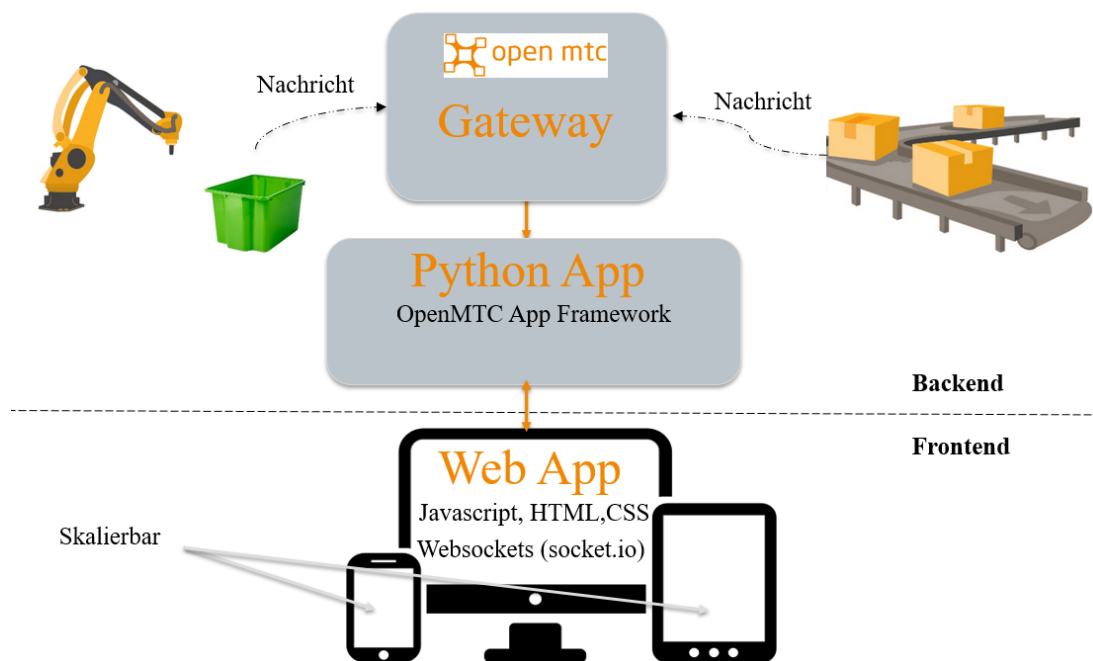 open mtc
Nachricht
Nachricht
Gateway
Python App
OpenMTC App Framework
Backend
Frontend
Web App
Javascript, HTML,CSS
Websockets (socket.io)
Skalierbar